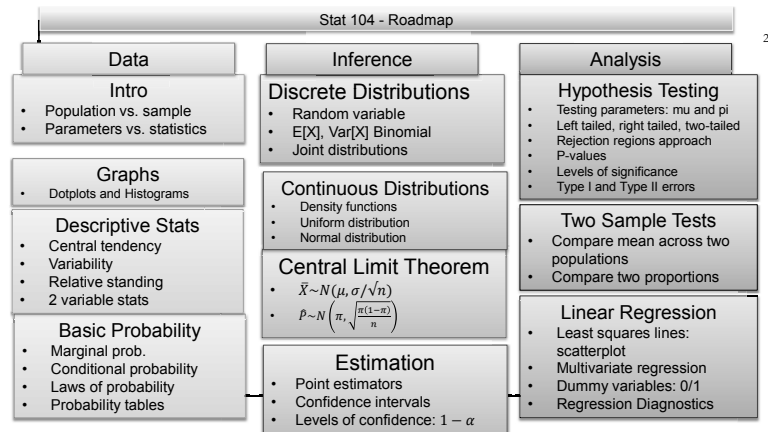 Stat 104 - Roadmap
2
Data
Intro
• Population vs. sample
• Parameters vs. statistics
Graphs
• Dotplots and Histograms
Descriptive Stats
• Central tendency
• Variability
• Relative standing
• 2 variable stats
Basic Probability
• Marginal prob.
• Conditional probability
• Laws of probability
• Probability tables
Inference
Discrete Distributions
• Random variable
• E[X], Var[X] Binomial
• Joint distributions
Continuous Distributions
• Density functions
• Uniform distribution
• Normal distribution
Central Limit Theorem
• X̄~N(μ, σ/√n)
• P̂~N(π, √(π(1−π)/n))
Estimation
• Point estimators
• Confidence intervals
• Levels of confidence: 1 − α
Analysis
Hypothesis Testing
• Testing parameters: mu and pi
• Left tailed, right tailed, two-tailed
• Rejection regions approach
• P-values
• Levels of significance
• Type I and Type II errors
Two Sample Tests
• Compare mean across two
populations
• Compare two proportions
Linear Regression
• Least squares lines:
scatterplot
• Multivariate regression
• Dummy variables: 0/1
• Regression Diagnostics